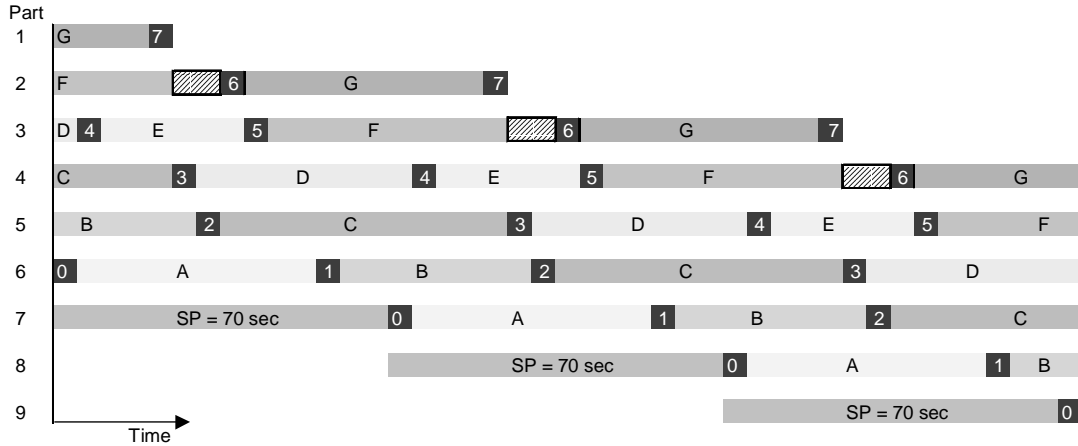 Part
1 G 7
2 F 6 G 7
3 D 4 E 5 F 6 G 7
4 C 3 D 4 E 5 F 6 G
5 B 2 C 3 D 4 E 5 F
6 0 A 1 B 2 C 3 D
7 SP = 70 sec 0 A 1 B 2 C
8 SP = 70 sec 0 A 1 B
9 SP = 70 sec 0
Time